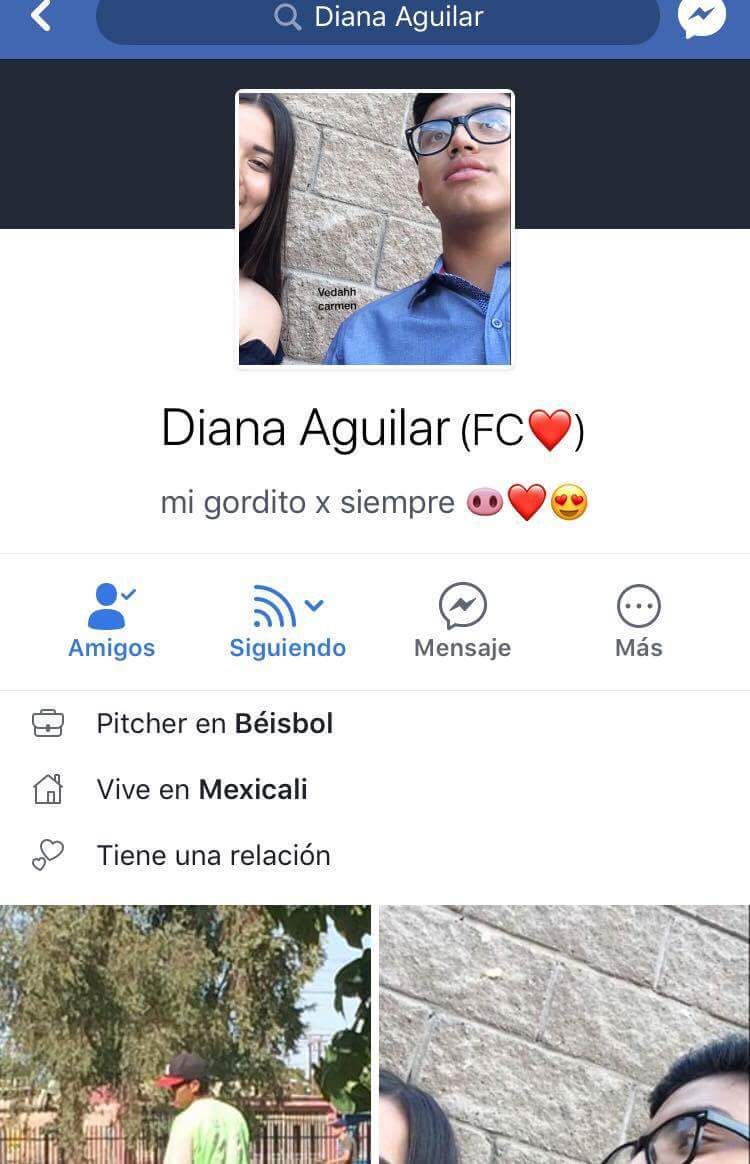 Diana Aguilar
Vedahh
carmen
Diana Aguilar (FC❤️)
mi gordito x siempre 🐽❤️😍
Amigos
Siguiendo
Mensaje
Más
Pitcher en Béisbol
Vive en Mexicali
Tiene una relación